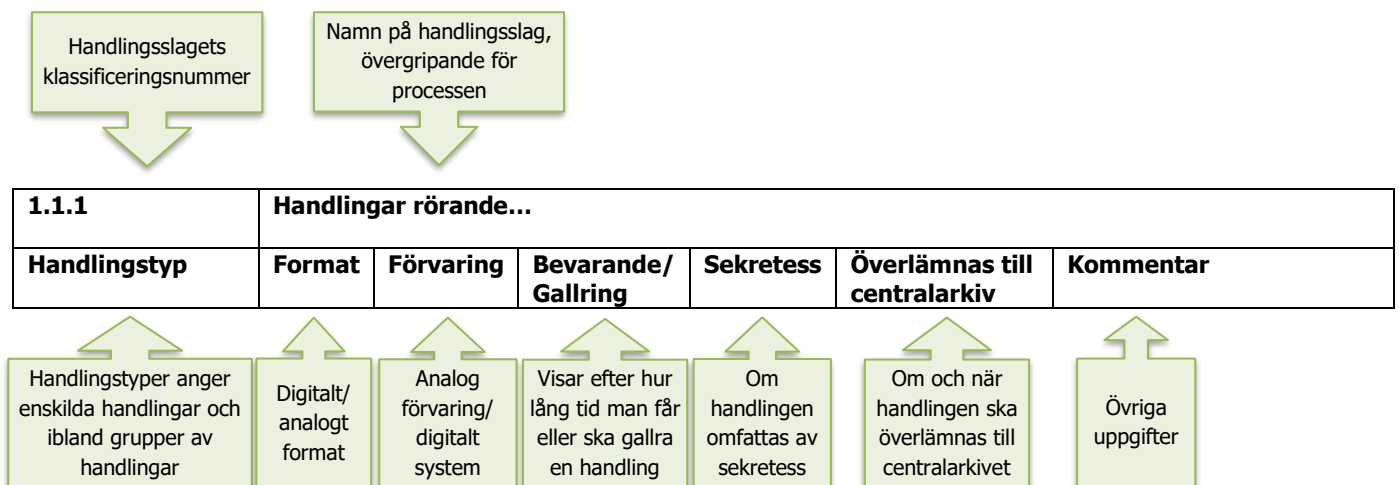 Handlingsslagets
klassificeringsnummer
Namn på handlingsslag,
övergripande för
processen
1.1.1
Handlingar rörande…
Handlingstyp
Format
Förvaring
Bevarande/
Gallring
Sekretess
Överlämnas till
centralarkiv
Kommentar
Handlingstyper anger
enskilda handlingar och
ibland grupper av
handlingar
Digitalt/
analogt
format
Analog
förvaring/
digitalt
system
Visar efter hur
lång tid man får
eller ska gallra
en handling
Om
handlingen
omfattas av
sekretess
Om och när
handlingen ska
överlämnas till
centralarkivet
Övriga
uppgifter